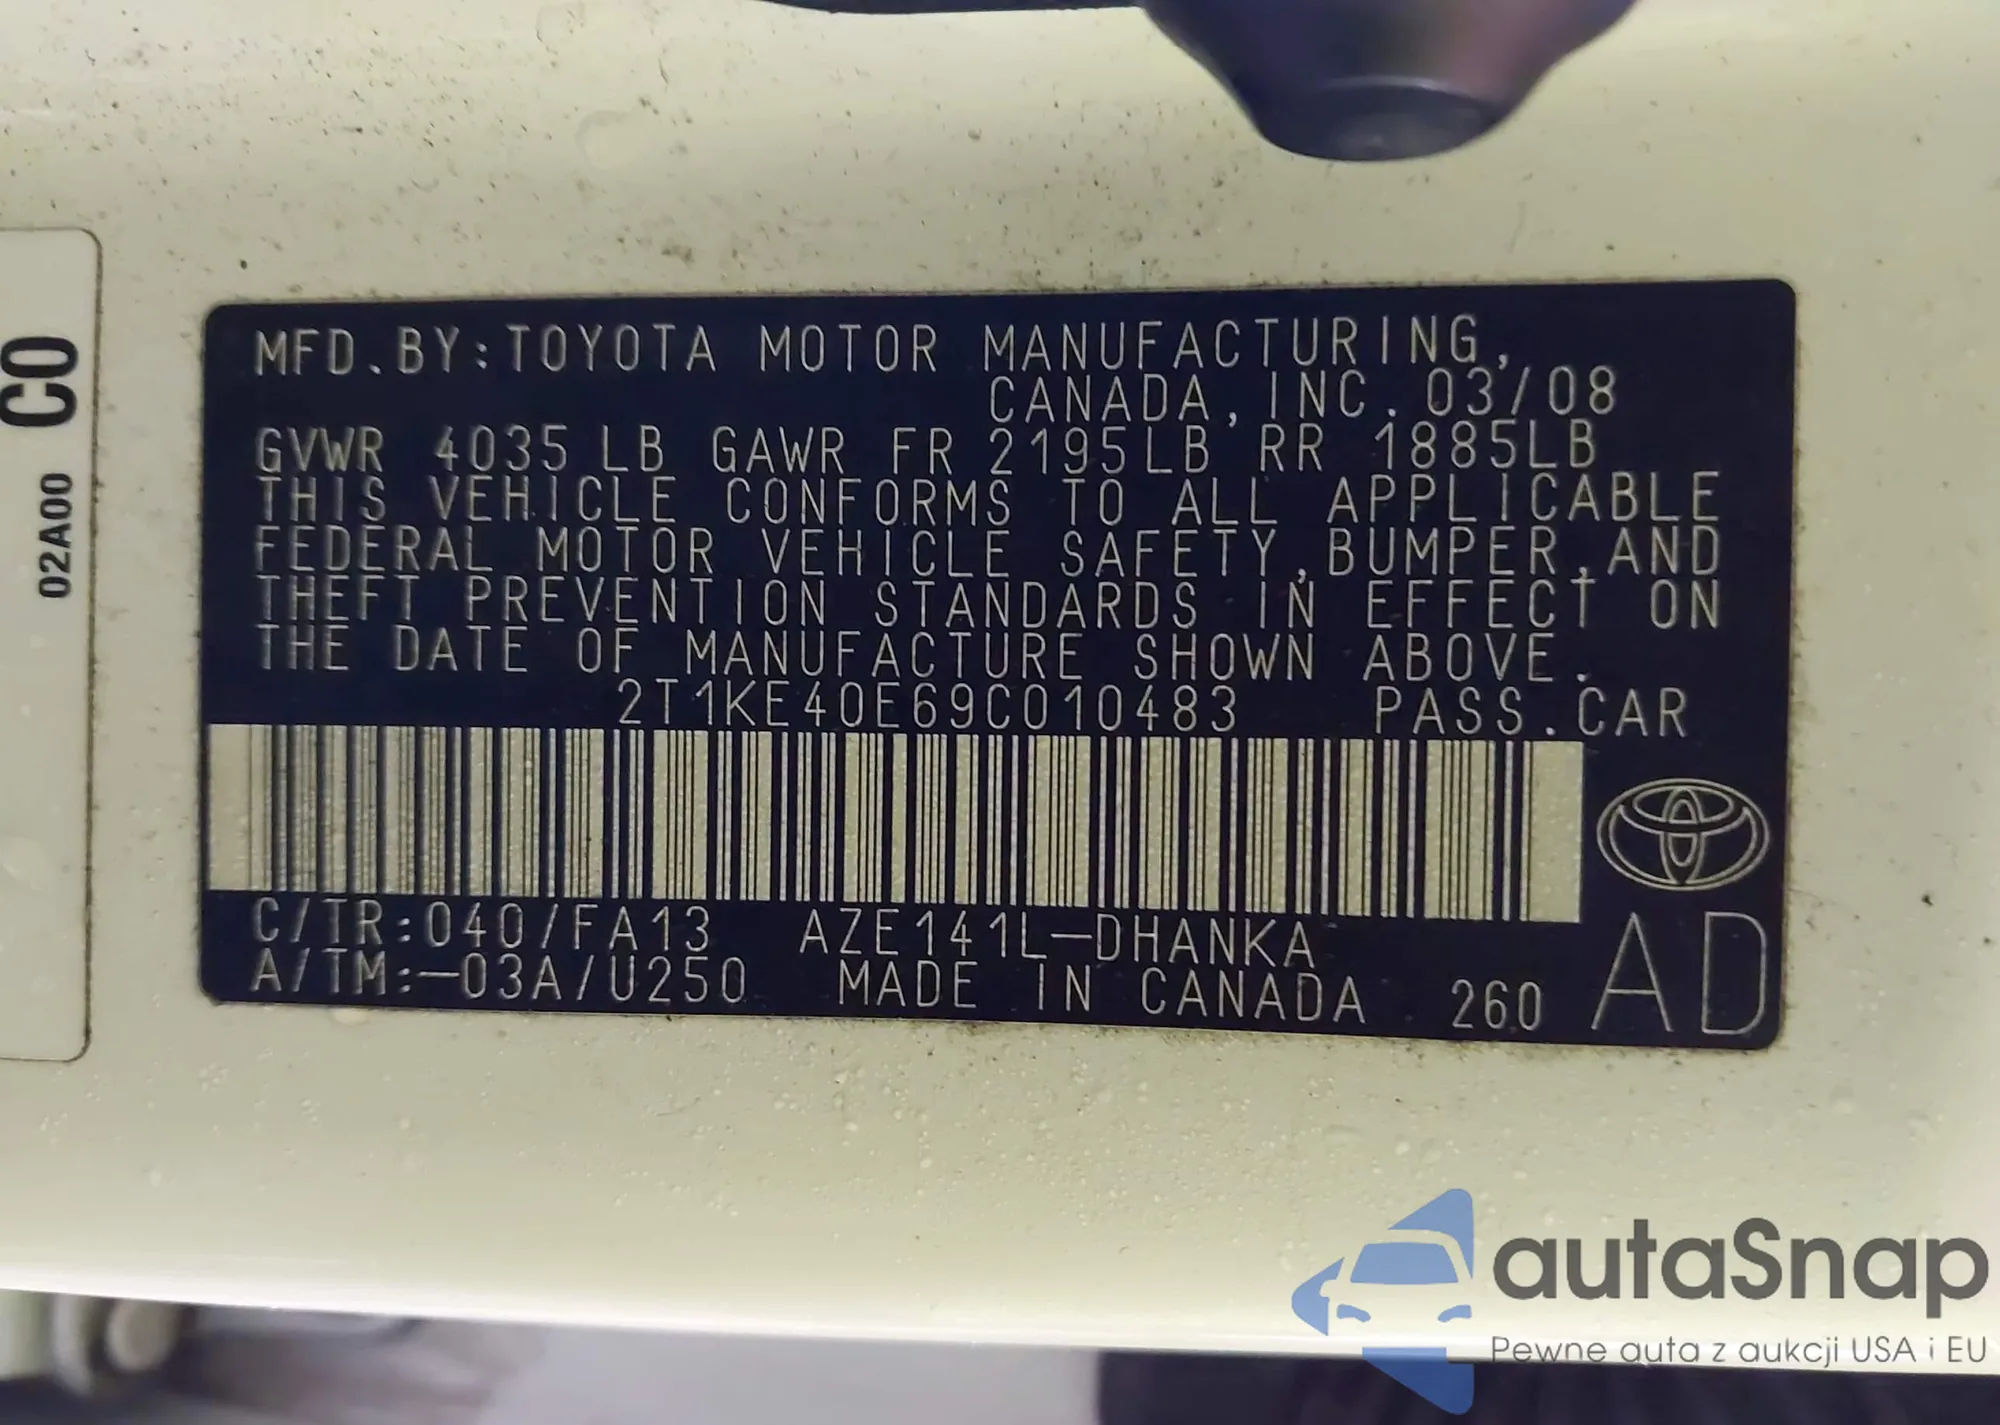 MFD.BY:TOYOTA MOTOR MANUFACTURING,
CANADA,INC.03/08
GVWR 4035LB GAWR FR 2195LB RR 1885LB
THIS VEHICLE CONFORMS TO ALL APPLICABLE
FEDERAL MOTOR VEHICLE SAFETY,BUMPER,AND
THEFT PREVENTION STANDARDS IN EFFECT ON
THE DATE OF MANUFACTURE SHOWN ABOVE.
2T1KE40E69C010483 PASS.CAR
C/TR:040/FA13 AZE141L-DHANKA
A/TM:-03A/U250 MADE IN CANADA 260 AD
CO
02A00
autaSnap
Pewne auta z aukcji USA i EU